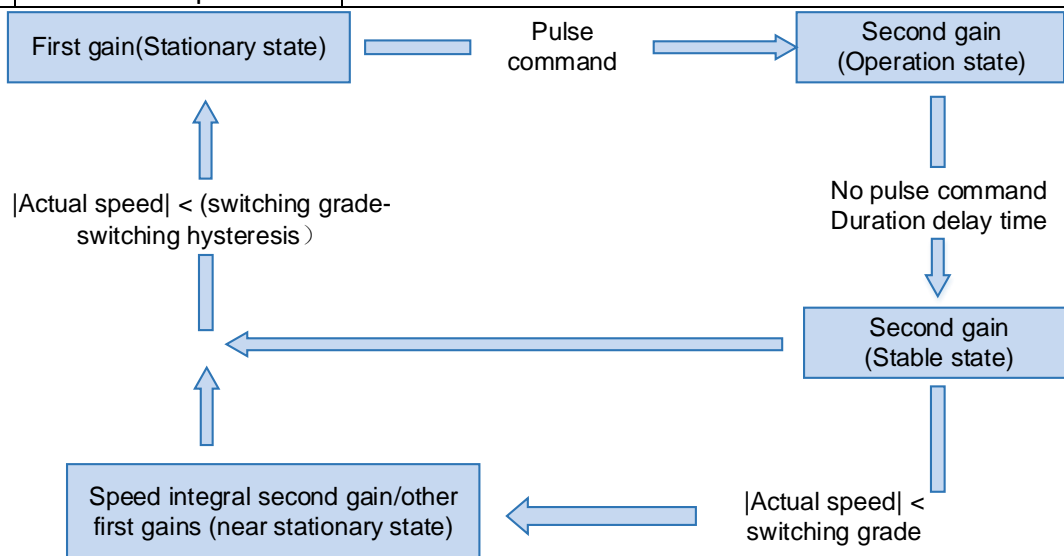 First gain(Stationary state)
Pulse
command
Second gain
(Operation state)
|Actual speed| < (switching grade-
switching hysteresis）
No pulse command
Duration delay time
Second gain
(Stable state)
Speed integral second gain/other
first gains (near stationary state)
|Actual speed| <
switching grade